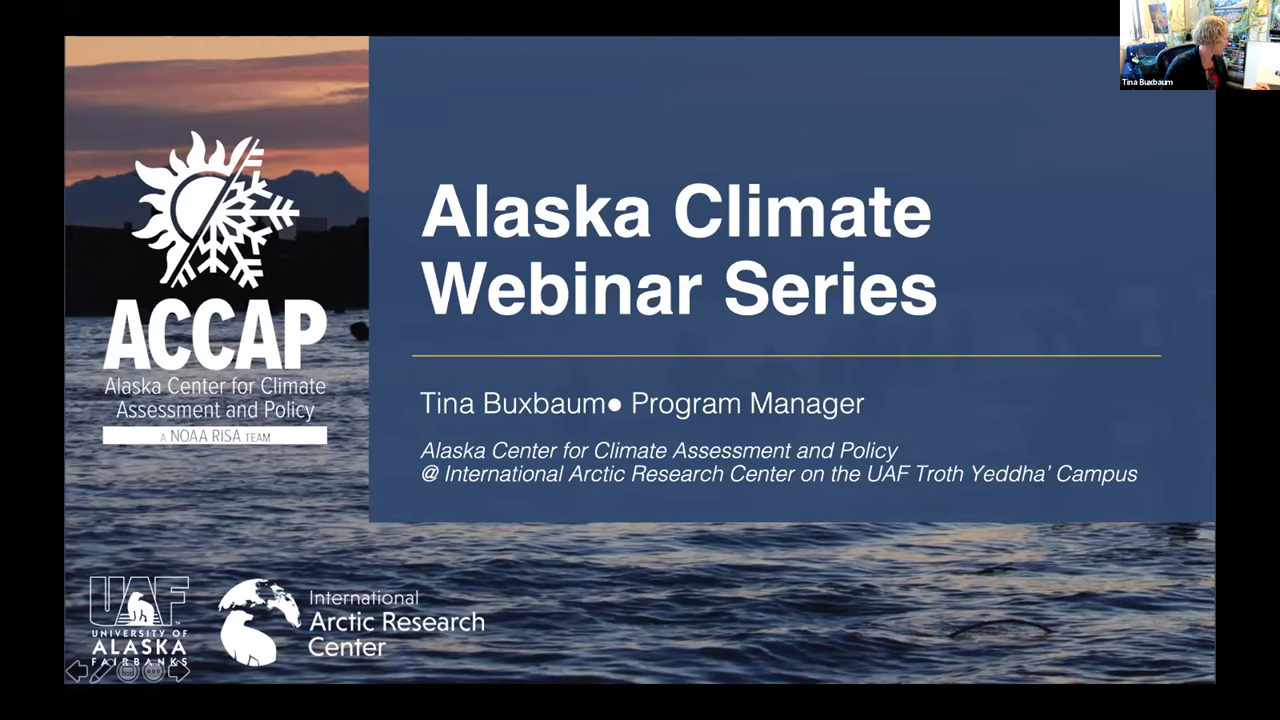 Tina Buxbaum
ACCAP
Alaska Center for Climate
Assessment and Policy
A NOAA RISA TEAM
Alaska Climate
Webinar Series
Tina Buxbaum● Program Manager
Alaska Center for Climate Assessment and Policy
@ International Arctic Research Center on the UAF Troth Yeddha’ Campus
UAF
UNIVERSITY OF
ALASKA
FAIRBANKS
International
Arctic Research
Center